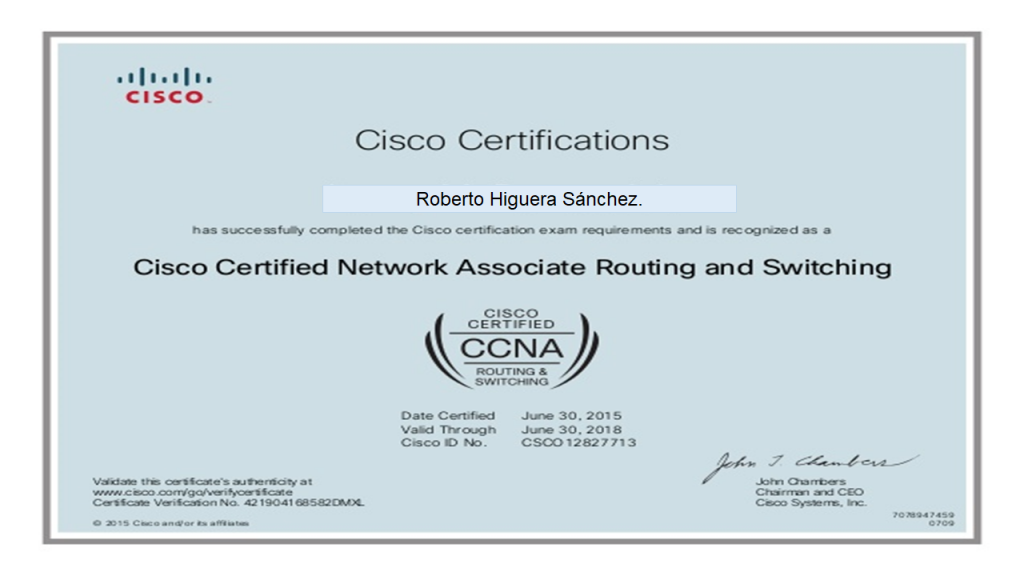 CISCO
Cisco Certifications
Roberto Higuera Sánchez.
has successfully completed the Cisco certification exam requirements and is recognized as a
Cisco Certified Network Associate Routing and Switching
CISCO
CERTIFIED
CCNA
ROUTING &
SWITCHING
Date Certified June 30, 2015
Valid Through June 30, 2018
Cisco ID No. CSCO12827713
John T. Chambers
Validate this certificate's authenticity at
www.cisco.com/go/verifycertificate
Certificate Verification No. 421904168582DMXL
© 2015 Cisco and/or its affiliates
John Chambers
Chairman and CEO
Cisco Systems, Inc.
7078947459
0709